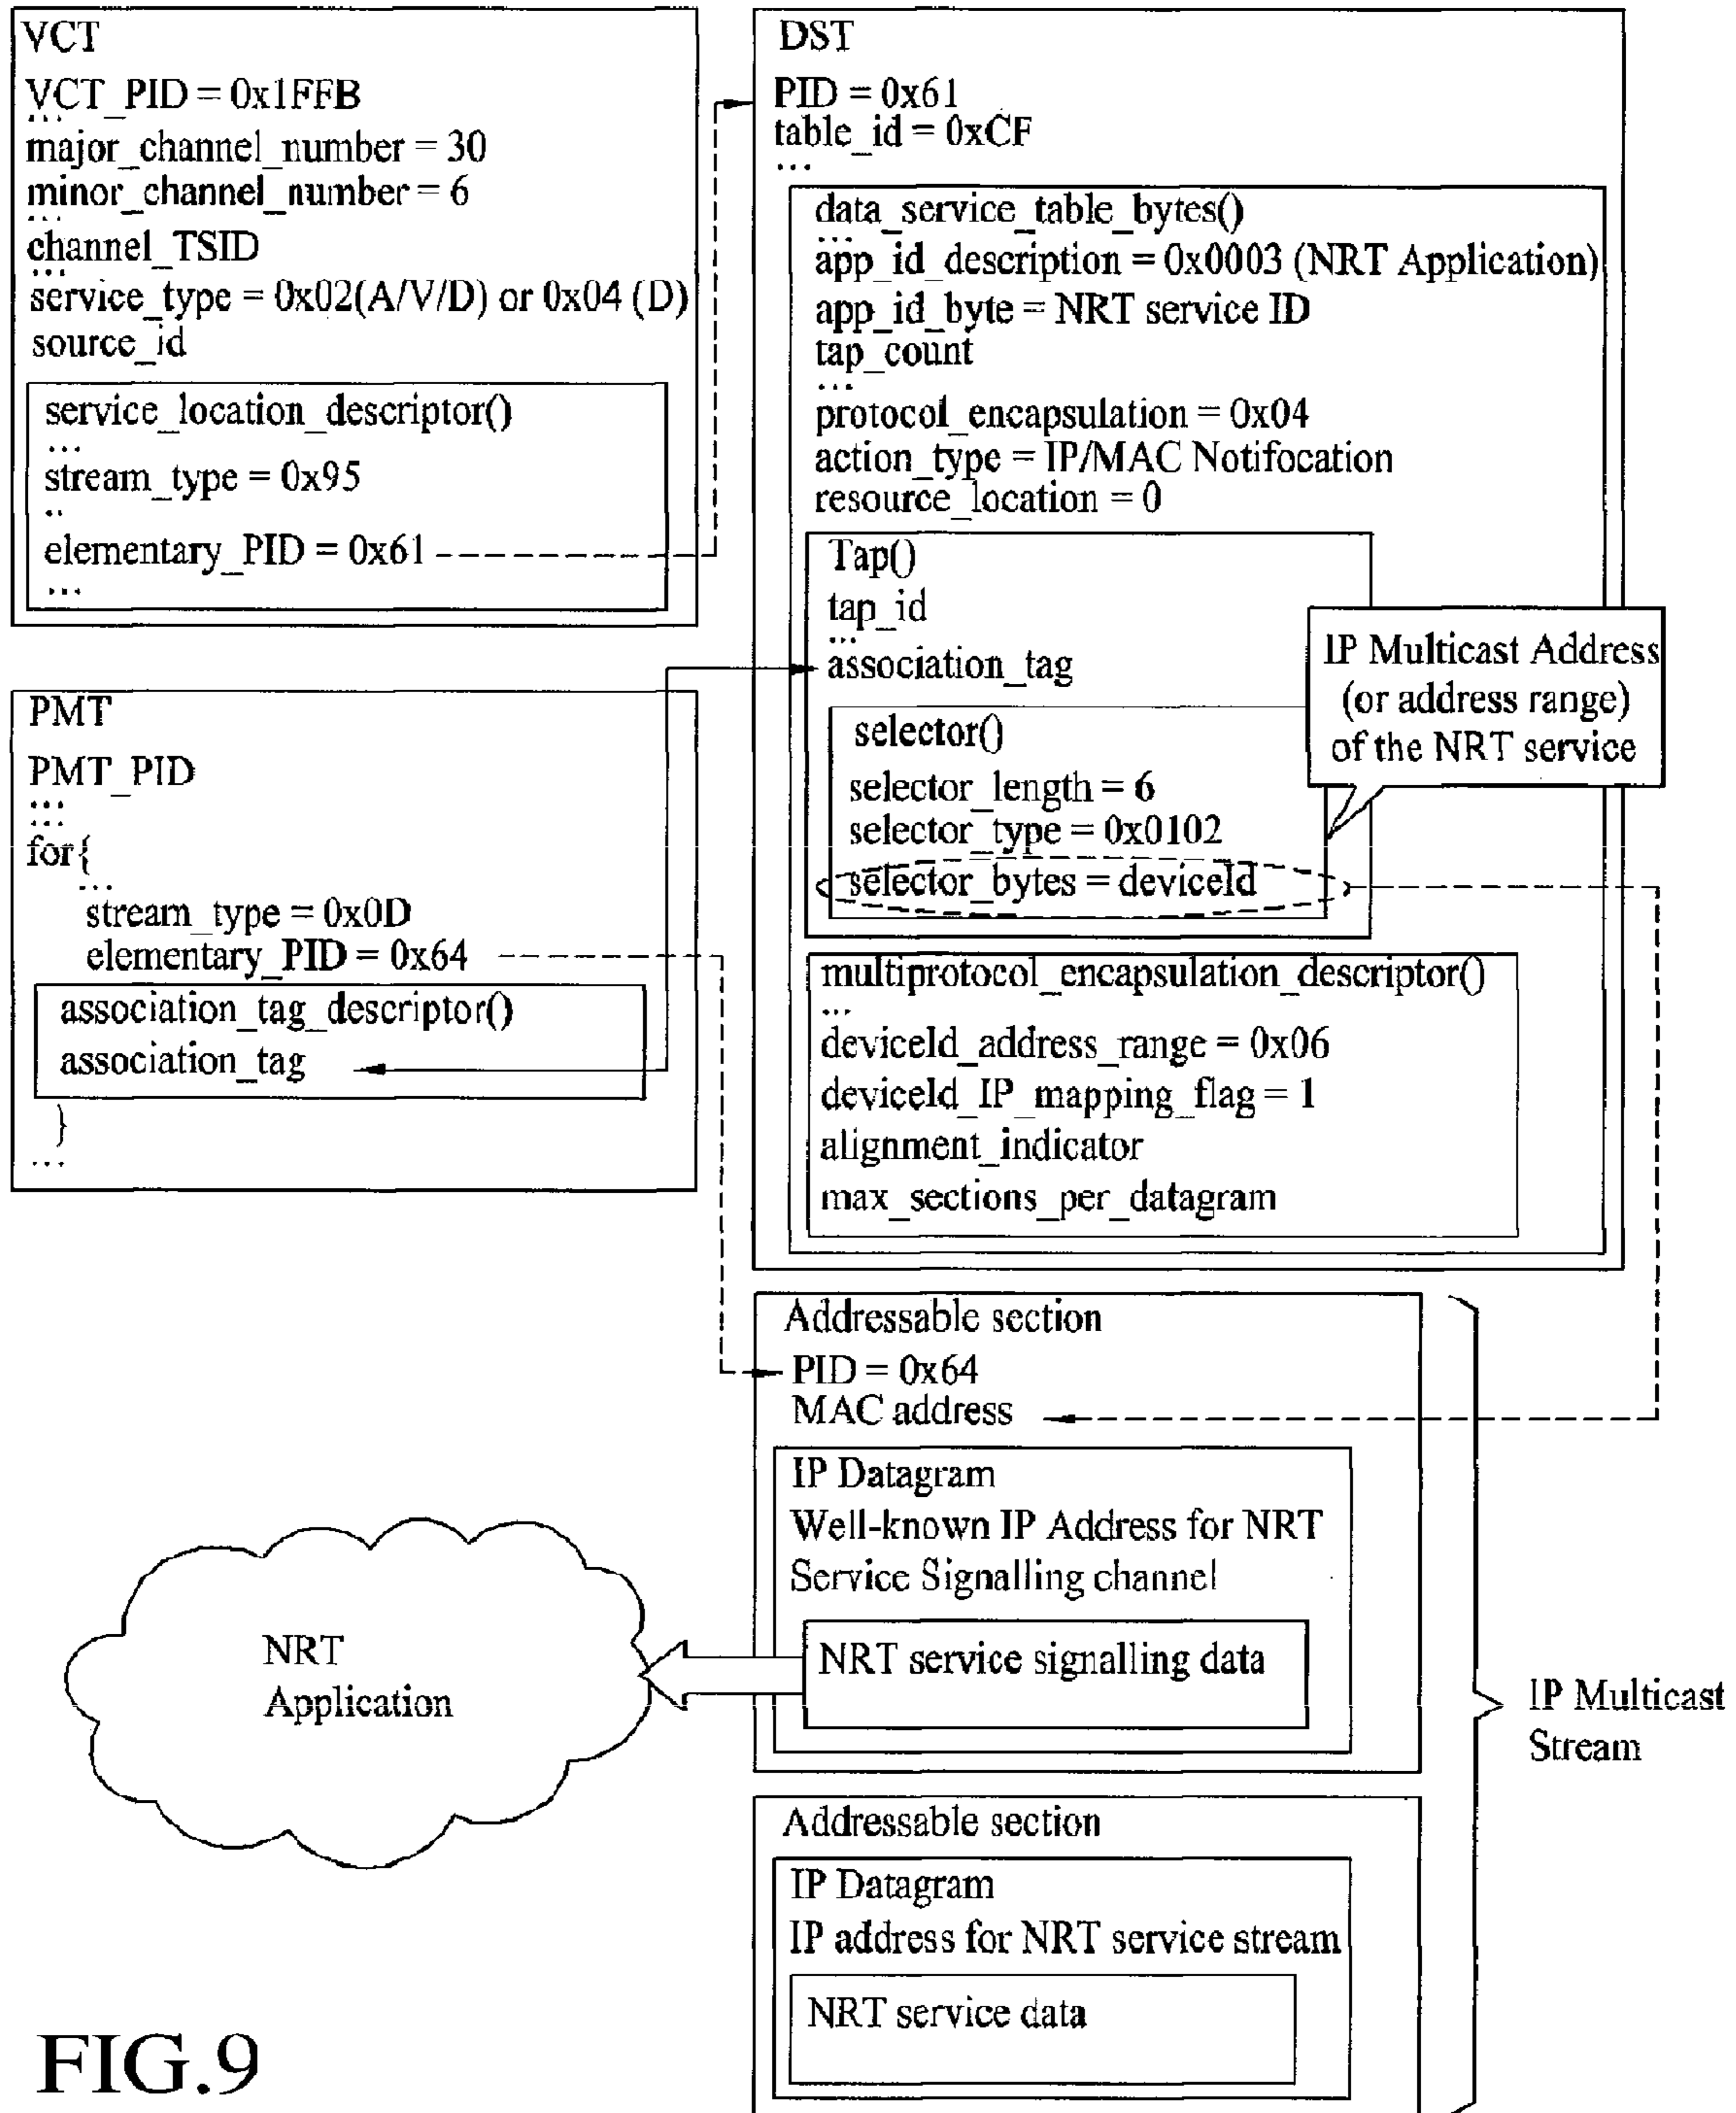 VCT
VCT_PID = 0x1FFB
...
major_channel_number = 30
minor_channel_number = 6
...
channel_TSID
...
service_type = 0x02(A/V/D) or 0x04 (D)
source_id
service_location_descriptor()
...
stream_type = 0x95
..
elementary_PID = 0x61
...
PMT
PMT_PID
...
...
for{
...
stream_type = 0x0D
elementary_PID = 0x64
association_tag_descriptor()
association_tag
}
...
DST
PID = 0x61
table_id = 0xCF
...
data_service_table_bytes()
...
app_id_description = 0x0003 (NRT Application)
app_id_byte = NRT service ID
tap_count
...
protocol_encapsulation = 0x04
action_type = IP/MAC Notifocation
resource_location = 0
Tap()
tap_id
...
association_tag
selector()
selector_length = 6
selector_type = 0x0102
selector_bytes = deviceId
IP Multicast Address
(or address range)
of the NRT service
multiprotocol_encapsulation_descriptor()
...
deviceId_address_range = 0x06
deviceId_IP_mapping_flag = 1
alignment_indicator
max_sections_per_datagram
Addressable section
PID = 0x64
MAC address
IP Datagram
Well-known IP Address for NRT
Service Signalling channel
NRT service signalling data
NRT
Application
IP Multicast
Stream
Addressable section
IP Datagram
IP address for NRT service stream
NRT service data
FIG.9